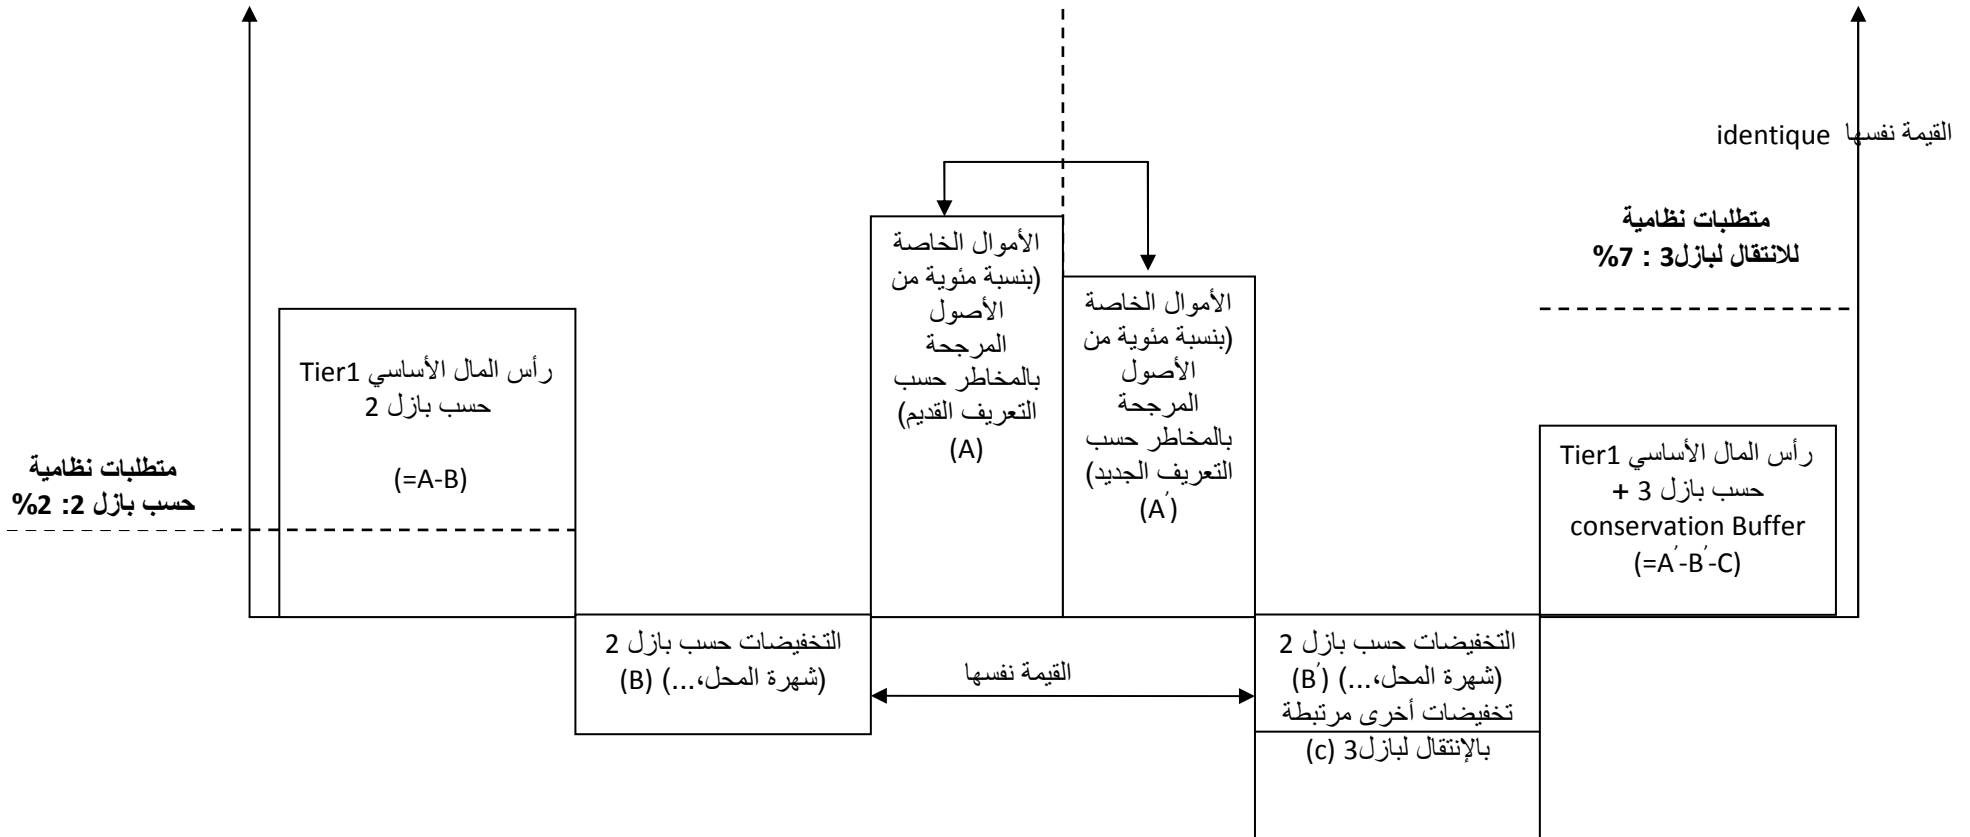 القيمة نفسها identique
متطلبات نظامية
للانتقال لبازل3 : 7%
الأموال الخاصة
(بنسبة مئوية من
الأصول
المرجحة
بالمخاطر حسب
التعريف القديم)
(A)
الأموال الخاصة
(بنسبة مئوية من
الأصول
المرجحة
بالمخاطر حسب
التعريف الجديد)
(A′)
رأس المال الأساسي Tier1
حسب بازل 2
(=A-B)
متطلبات نظامية
حسب بازل 2: 2%
رأس المال الأساسي Tier1
حسب بازل 3 +
conservation Buffer
(=A′-B′-C)
التخفيضات حسب بازل 2
(شهرة المحل،...) (B)
القيمة نفسها
التخفيضات حسب بازل 2
(شهرة المحل،...) (B′)
تخفيضات أخرى مرتبطة
بالإنتقال لبازل3 (c)